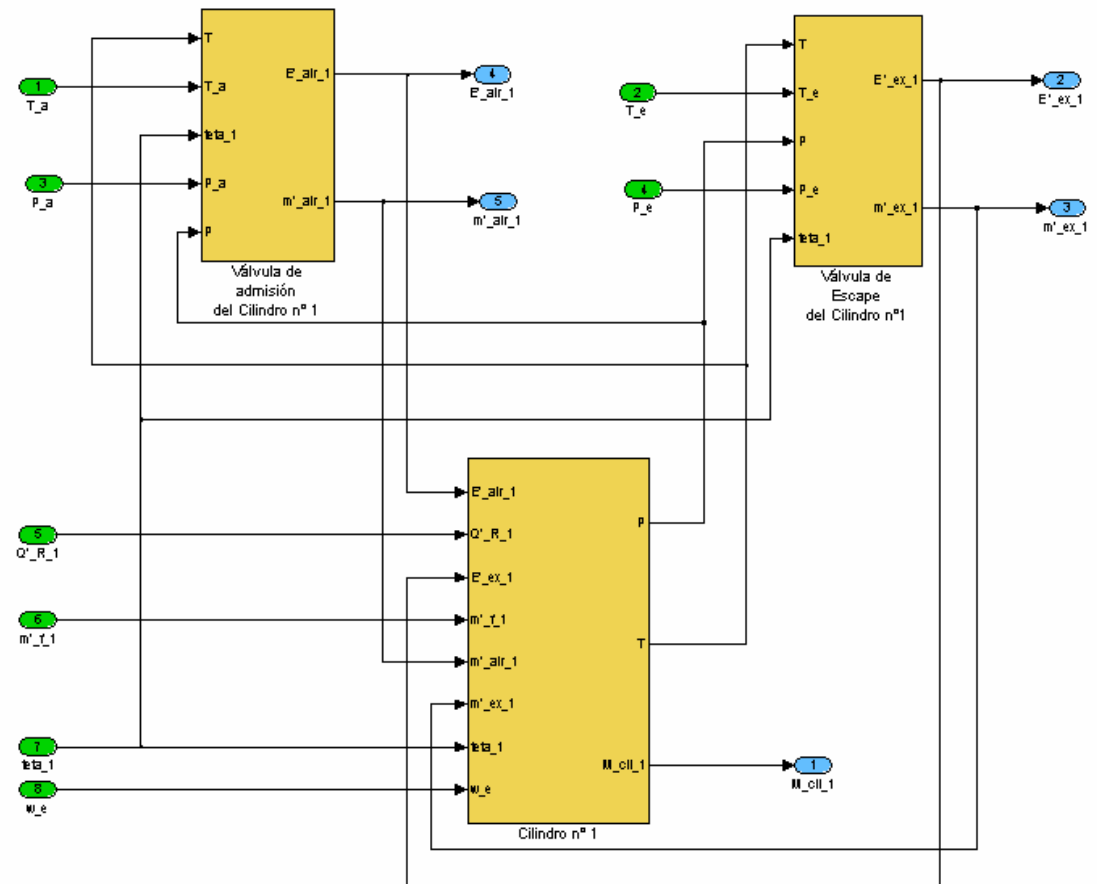 T
T_a
teta_1
P_a
P
E'_air_1
m'_air_1
Válvula de
admisión
del Cilindro nº 1
1
T_a
3
P_a
4
E'_air_1
5
m'_air_1
T
T_e
P
P_e
teta_1
E'_ex_1
m'_ex_1
Válvula de
Escape
del Cilindro nº1
2
T_e
4
P_e
2
E'_ex_1
3
m'_ex_1
5
Q'_R_1
6
m'_f_1
7
teta_1
8
w_e
E'_air_1
Q'_R_1
E'_ex_1
m'_f_1
m'_air_1
m'_ex_1
teta_1
w_e
P
T
M_cil_1
Cilindro nº 1
1
M_cil_1